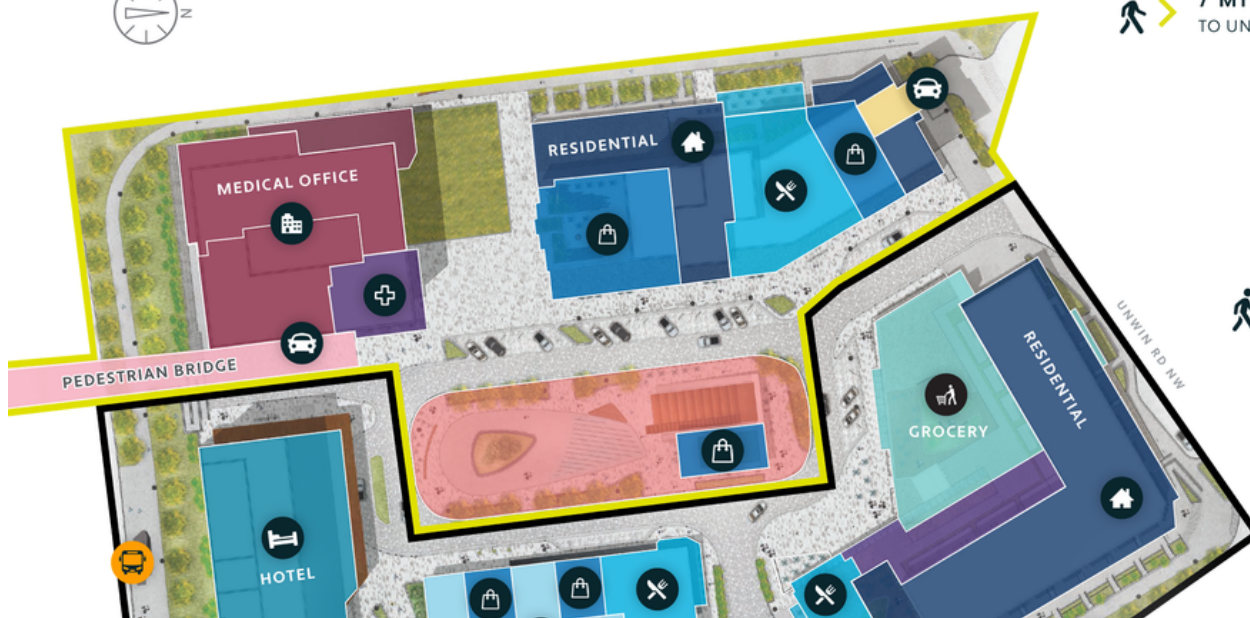 N
TO UN
RESIDENTIAL
MEDICAL OFFICE
UNWIN RD NW
RESIDENTIAL
PEDESTRIAN BRIDGE
GROCERY
HOTEL